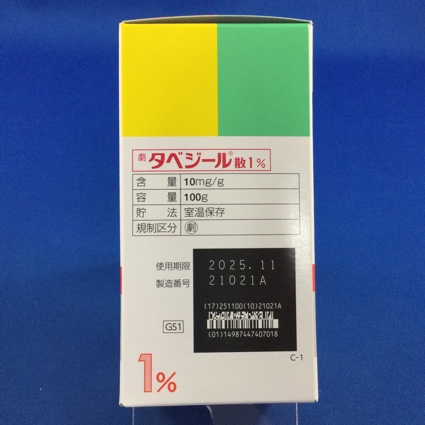 劇 タベジール® 散1%
含量 10mg/g
容量 100g
貯法 室温保存
規制区分 劇
使用期限 2025.11
製造番号 21021A
(17)251100(10)21021A
GS1
(01)14987447407018
C-1
1%